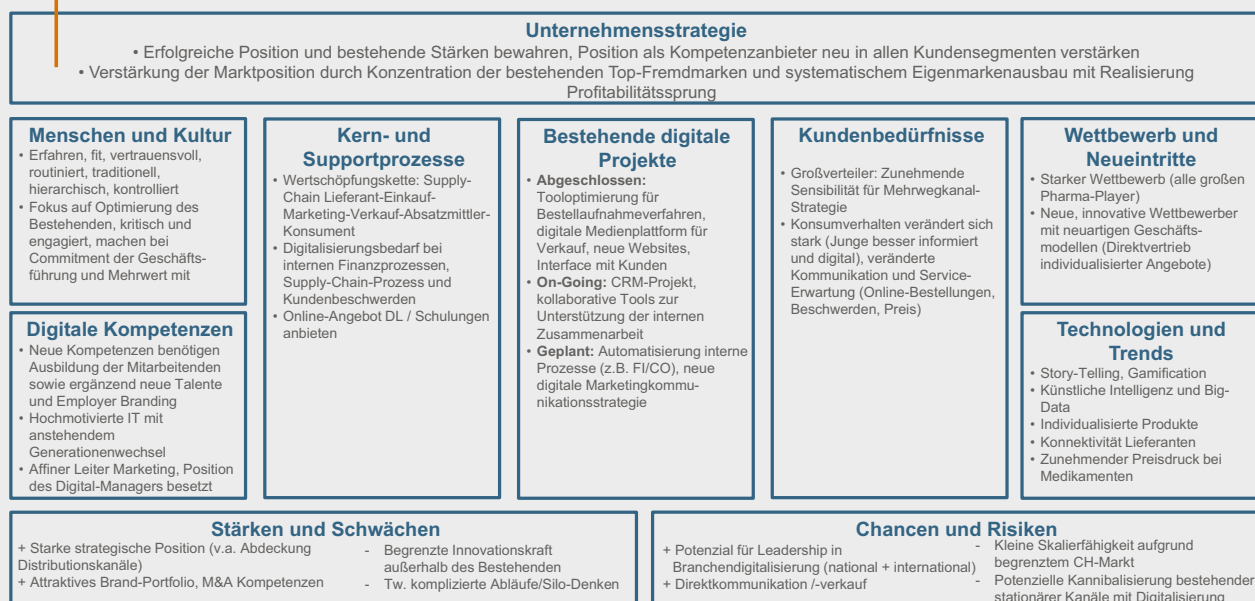 Unternehmensstrategie
• Erfolgreiche Position und bestehende Stärken bewahren, Position als Kompetenzanbieter neu in allen Kundensegmenten verstärken
• Verstärkung der Marktposition durch Konzentration der bestehenden Top-Fremdmarken und systematischem Eigenmarkenausbau mit Realisierung
Profitabilitätssprung
Menschen und Kultur
• Erfahren, fit, vertrauensvoll,
routiniert, traditionell,
hierarchisch, kontrolliert
• Fokus auf Optimierung des
Bestehenden, kritisch und
engagiert, machen bei
Commitment der Geschäfts-
führung und Mehrwert mit
Digitale Kompetenzen
• Neue Kompetenzen benötigen
Ausbildung der Mitarbeitenden
sowie ergänzend neue Talente
und Employer Branding
• Hochmotivierte IT mit
anstehendem
Generationenwechsel
• Affiner Leiter Marketing, Position
des Digital-Managers besetzt
Kern- und
Supportprozesse
• Wertschöpfungskette: Supply-
Chain Lieferant-Einkauf-
Marketing-Verkauf-Absatzmittler-
Konsument
• Digitalisierungsbedarf bei
internen Finanzprozessen,
Supply-Chain-Prozess und
Kundenbeschwerden
• Online-Angebot DL / Schulungen
anbieten
Bestehende digitale
Projekte
• Abgeschlossen:
Tooloptimierung für
Bestellaufnahmeverfahren,
digitale Medienplattform für
Verkauf, neue Websites,
Interface mit Kunden
• On-Going: CRM-Projekt,
kollaborative Tools zur
Unterstützung der internen
Zusammenarbeit
• Geplant: Automatisierung interne
Prozesse (z.B. FI/CO), neue
digitale Marketingkommu-
nikationsstrategie
Kundenbedürfnisse
• Großverteiler: Zunehmende
Sensibilität für Mehrwegkanal-
Strategie
• Konsumverhalten verändert sich
stark (Junge besser informiert
und digital), veränderte
Kommunikation und Service-
Erwartung (Online-Bestellungen,
Beschwerden, Preis)
Wettbewerb und
Neueintritte
• Starker Wettbewerb (alle großen
Pharma-Player)
• Neue, innovative Wettbewerber
mit neuartigen Geschäfts-
modellen (Direktvertrieb
individualisierter Angebote)
Technologien und
Trends
• Story-Telling, Gamification
• Künstliche Intelligenz und Big-
Data
• Individualisierte Produkte
• Konnektivität Lieferanten
• Zunehmender Preisdruck bei
Medikamenten
Stärken und Schwächen
+ Starke strategische Position (v.a. Abdeckung
Distributionskanäle)
+ Attraktives Brand-Portfolio, M&A Kompetenzen
- Begrenzte Innovationskraft
außerhalb des Bestehenden
- Tw. komplizierte Abläufe/Silo-Denken
Chancen und Risiken
+ Potenzial für Leadership in
Branchendigitalisierung (national + international)
+ Direktkommunikation /-verkauf
- Kleine Skalierfähigkeit aufgrund
begrenztem CH-Markt
- Potenzielle Kannibalisierung bestehender
stationärer Kanäle mit Digitalisierung